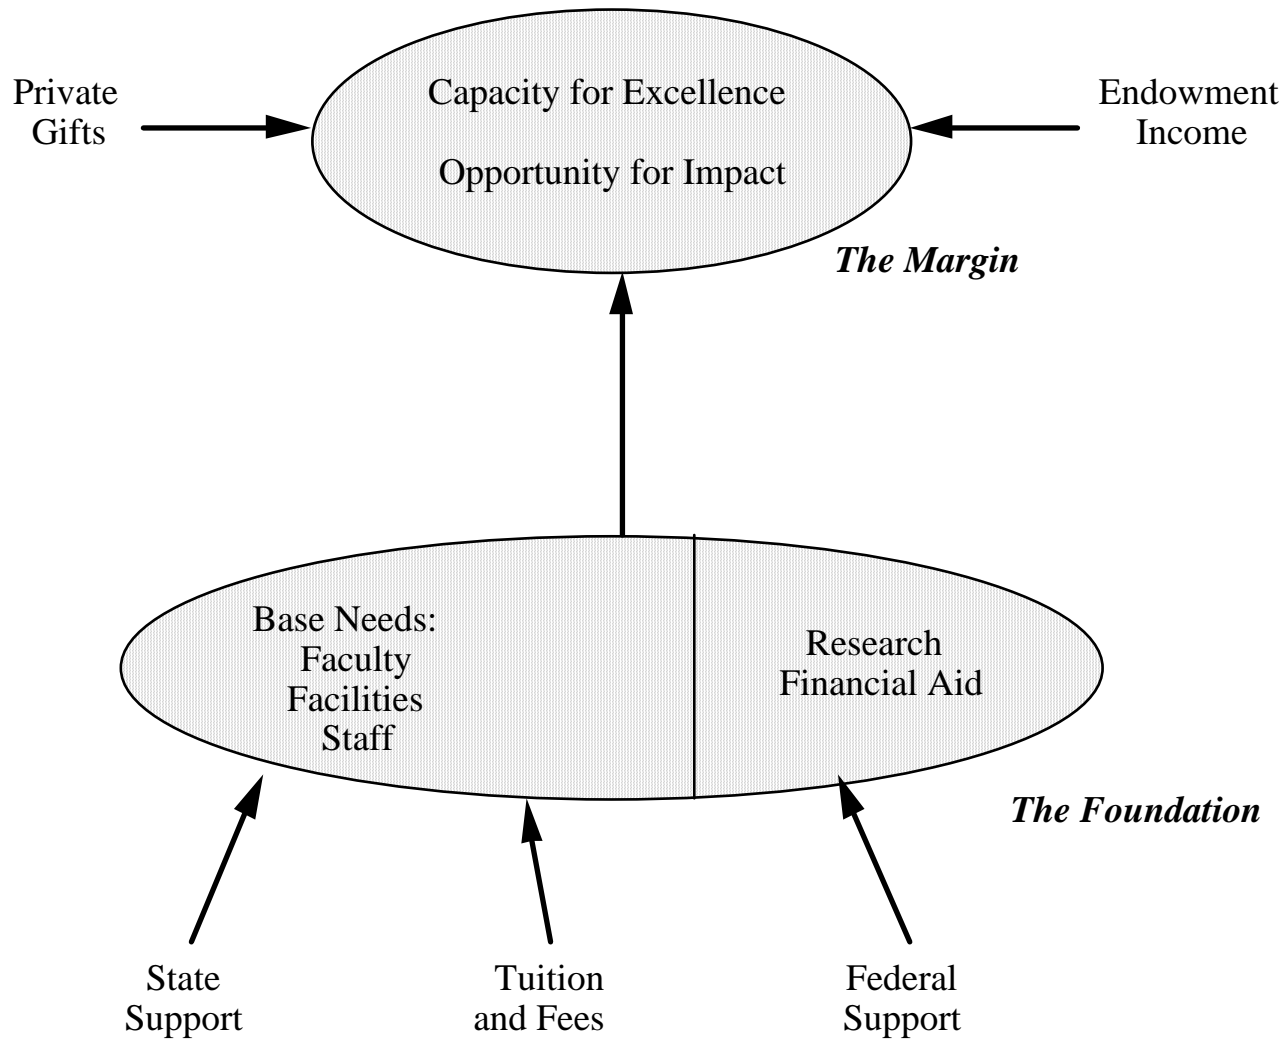 Private
Gifts
Capacity for Excellence
Opportunity for Impact
Endowment
Income
The Margin
Base Needs:
Faculty
Facilities
Staff
Research
Financial Aid
The Foundation
State
Support
Tuition
and Fees
Federal
Support